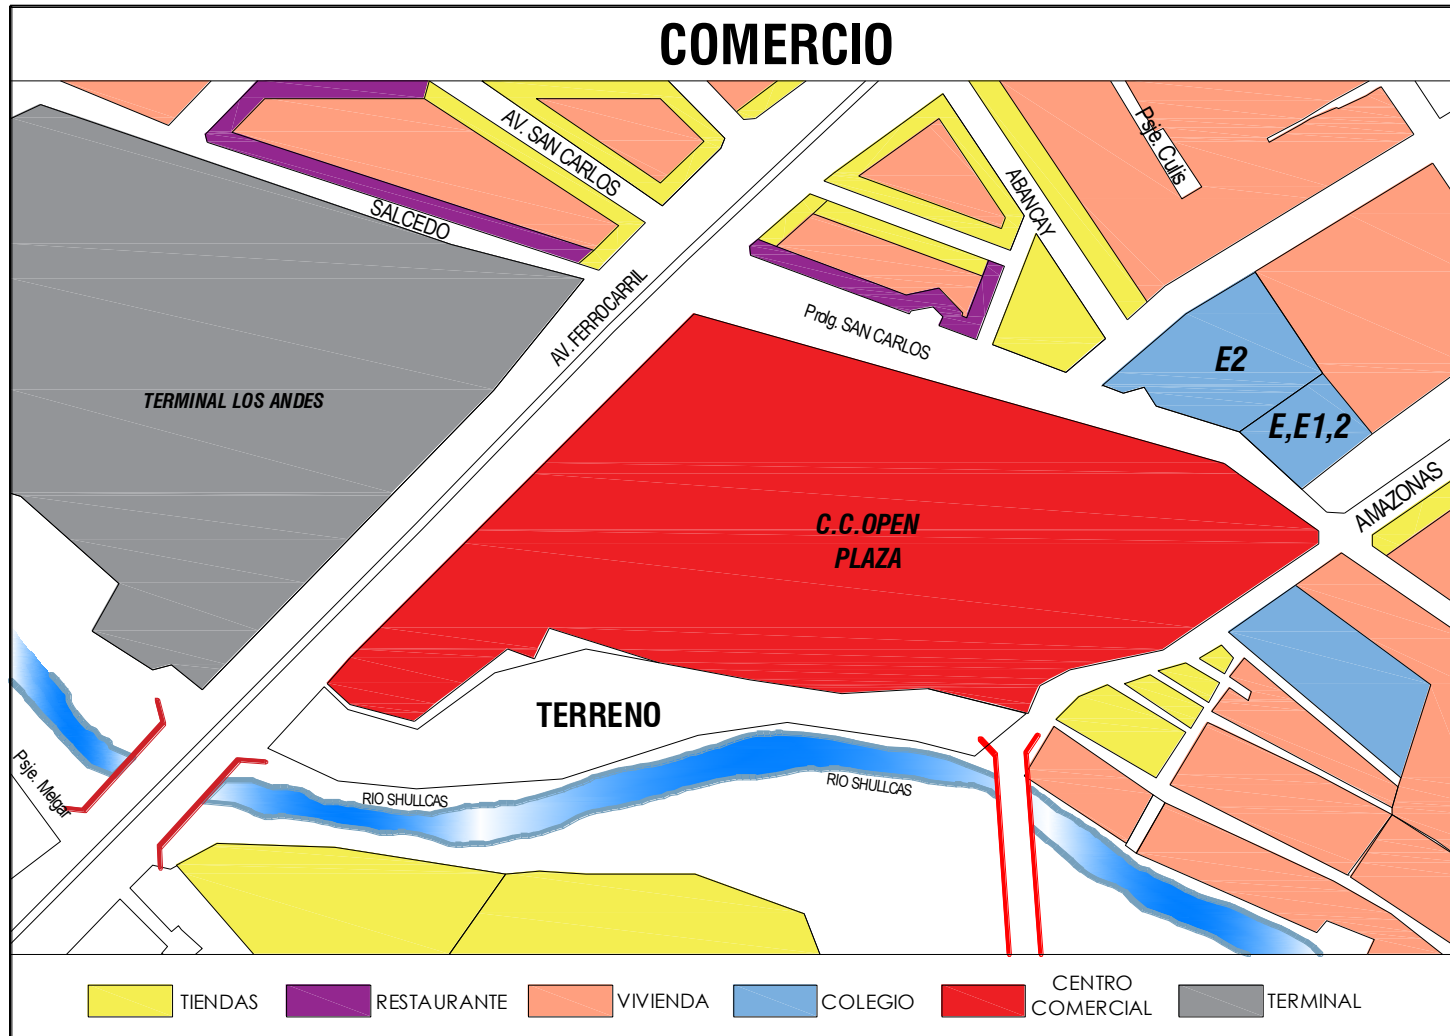 COMERCIO
AV. SAN CARLOS
SALCEDO
Psje. Culis
ABANCAY
AV. FERROCARRIL
Prolg. SAN CARLOS
E2
TERMINAL LOS ANDES
E,E1,2
AMAZONAS
C.C.OPEN
PLAZA
TERRENO
RIO SHULLCAS
RIO SHULLCAS
Psje. Melgar
TIENDAS
RESTAURANTE
VIVIENDA
COLEGIO
CENTRO
COMERCIAL
TERMINAL